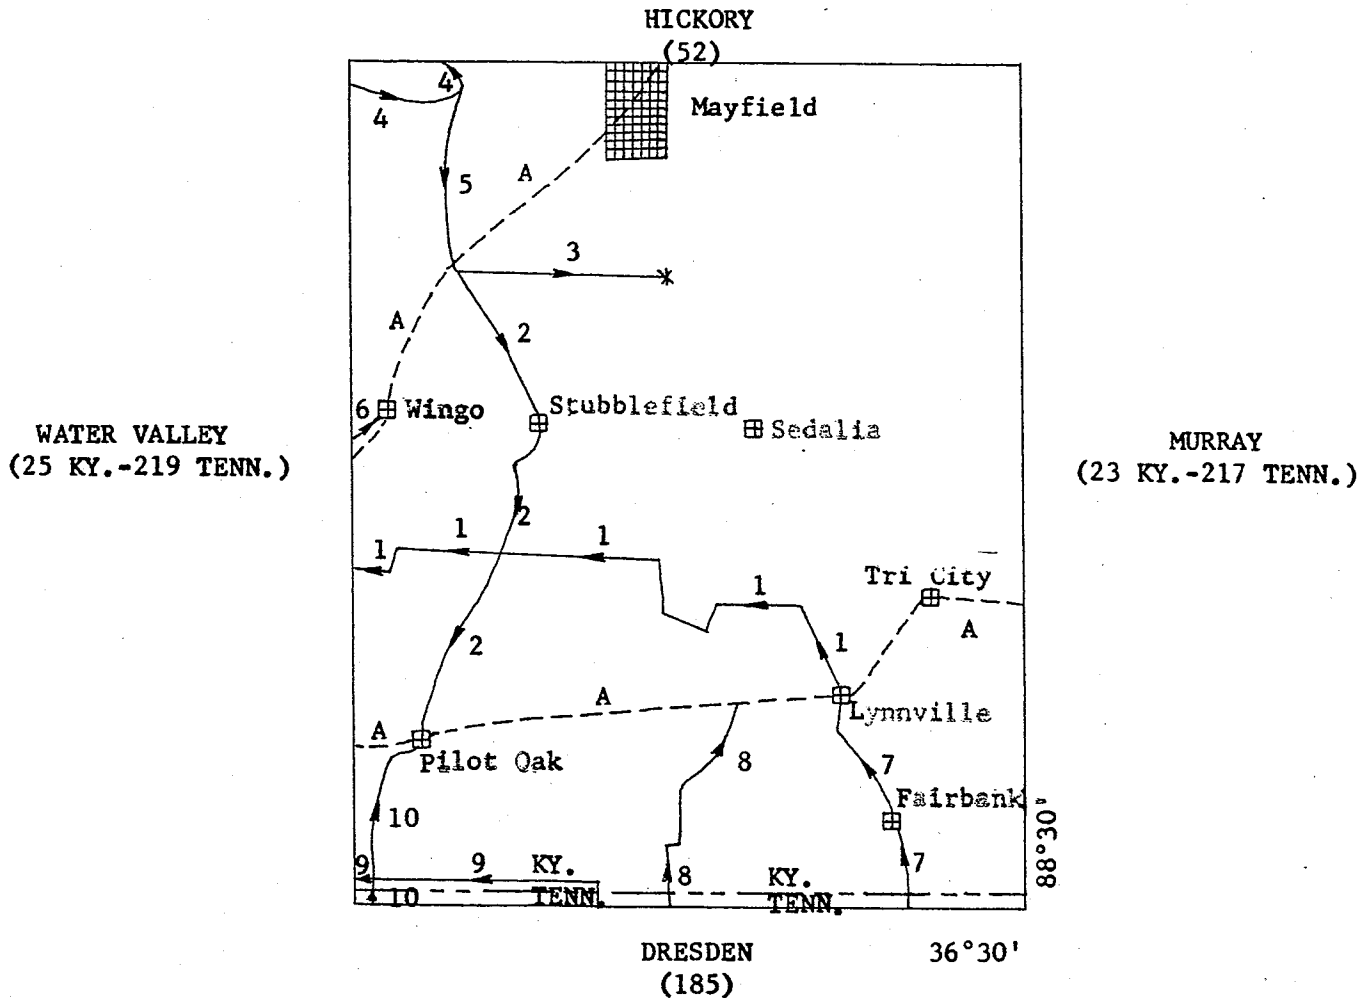 HICKORY
(52)
4
4
Mayfield
A
5
3
A
2
6 Wingo
Stubblefield
Sedalia
WATER VALLEY
(25 KY.-219 TENN.)
MURRAY
(23 KY.-217 TENN.)
2
1 1 1
Tri City
1
A
2
1
A
A
Lynnville
Pilot Oak
8
7
Fairbank
10
88°30'
9 9 KY. 7
8 KY.
10 TENN. TENN.
DRESDEN
(185)
36°30'